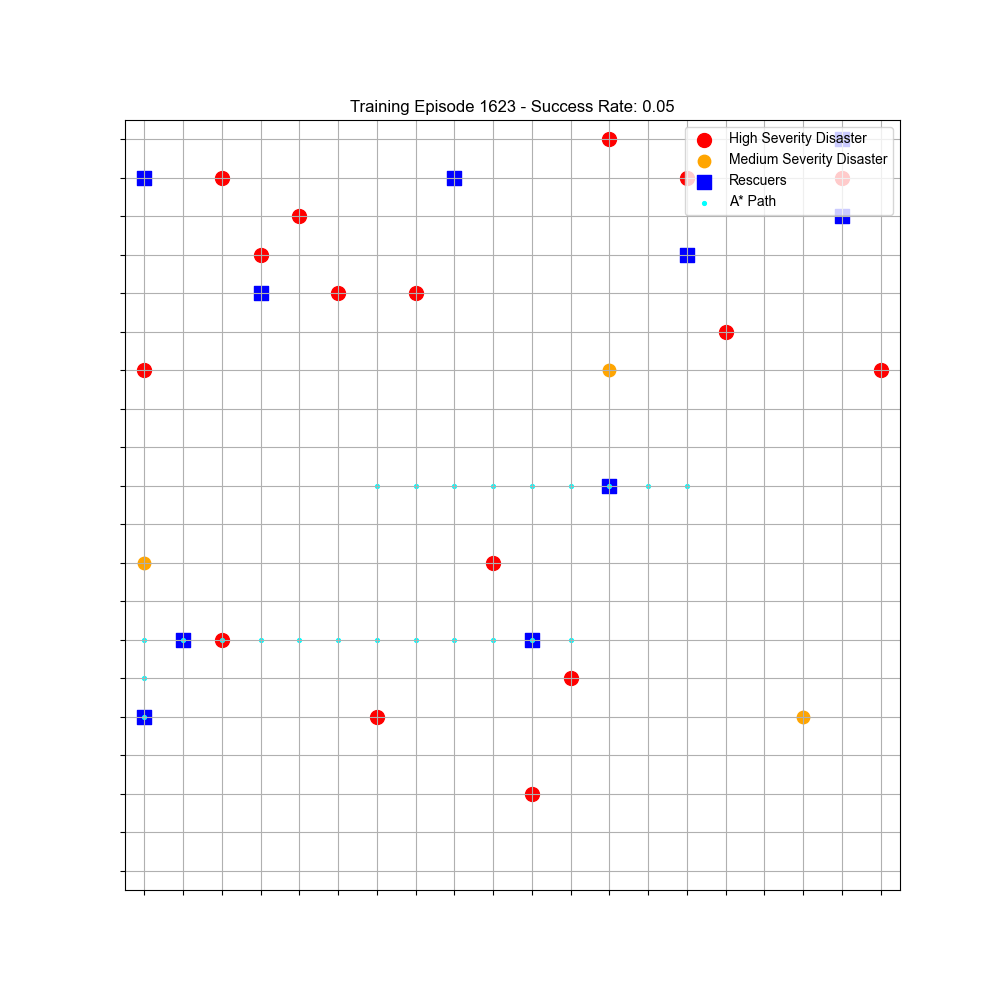 Training Episode 1623 - Success Rate: 0.05
High Severity Disaster
Medium Severity Disaster
Rescuers
A* Path